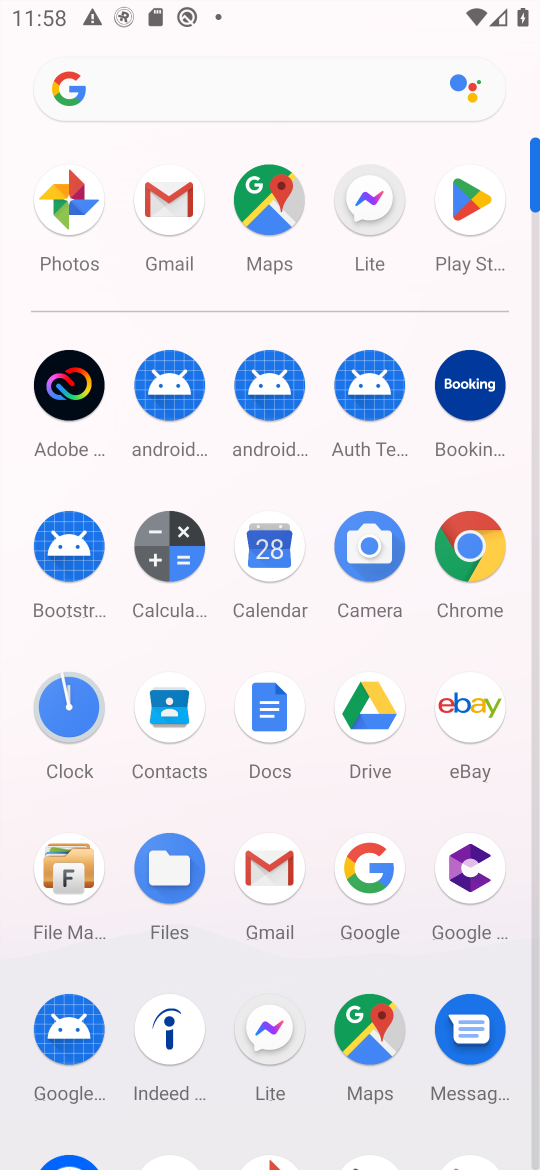 11:58
Photos Gmail Maps Lite Play St...
Adobe ... android... android... Auth Te... Bookin...
Booking
Bootstr... Calcula... Calendar Camera Chrome
28
Clock Contacts Docs Drive eBay
ebay
File Ma... Files Gmail Google Google ...
F
Google... Indeed ... Lite Maps Messag...